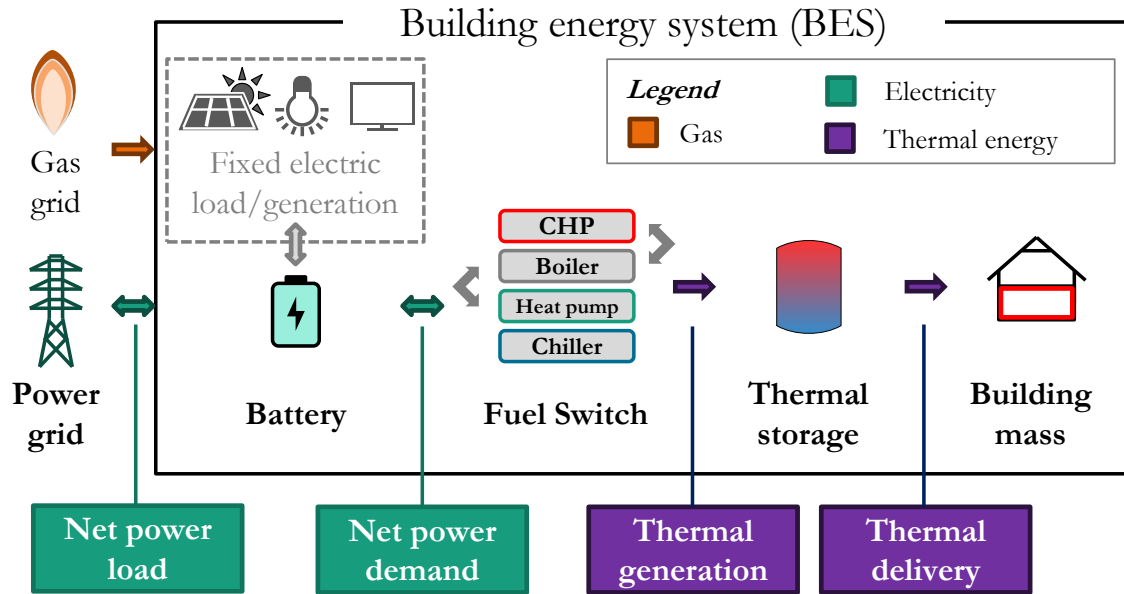 Building energy system (BES)
Legend
Gas
Electricity
Thermal energy
Gas
grid
Fixed electric
load/generation
CHP
Boiler
Heat pump
Chiller
Power
grid
Battery
Fuel Switch
Thermal
storage
Building
mass
Net power
load
Net power
demand
Thermal
generation
Thermal
delivery